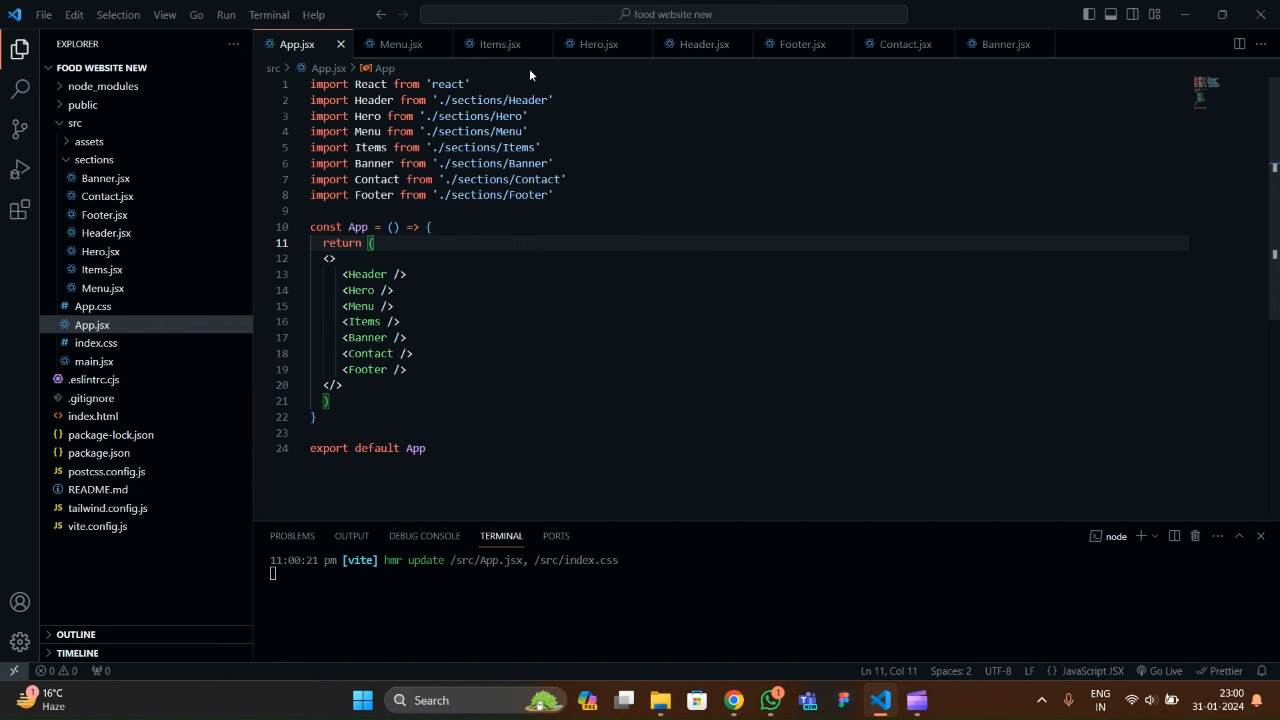 File Edit Selection View Go Run Terminal Help
food website new
EXPLORER
App.jsx Menu.jsx Items.jsx Hero.jsx Header.jsx Footer.jsx Contact.jsx Banner.jsx
src > App.jsx > App
FOOD WEBSITE NEW
node_modules
public
src
assets
sections
Banner.jsx
Contact.jsx
Footer.jsx
Header.jsx
Hero.jsx
Items.jsx
Menu.jsx
App.css
App.jsx
index.css
main.jsx
.eslintrc.cjs
.gitignore
index.html
package-lock.json
package.json
postcss.config.js
README.md
tailwind.config.js
vite.config.js
OUTLINE
TIMELINE
1 import React from 'react'
2 import Header from './sections/Header'
3 import Hero from './sections/Hero'
4 import Menu from './sections/Menu'
5 import Items from './sections/Items'
6 import Banner from './sections/Banner'
7 import Contact from './sections/Contact'
8 import Footer from './sections/Footer'
9
10 const App = () => {
11 return (
12 <>
13 <Header />
14 <Hero />
15 <Menu />
16 <Items />
17 <Banner />
18 <Contact />
19 <Footer />
20 </>
21 )
22 }
23
24 export default App
PROBLEMS OUTPUT DEBUG CONSOLE TERMINAL PORTS
node
11:00:21 pm [vite] hmr update /src/App.jsx, /src/index.css
0 0 0
Ln 11, Col 11 Spaces: 2 UTF-8 LF {} JavaScript JSX Go Live Prettier
1
16°C
Haze
Search
PRE
1
NEW
ENG
IN
23:00
31-01-2024